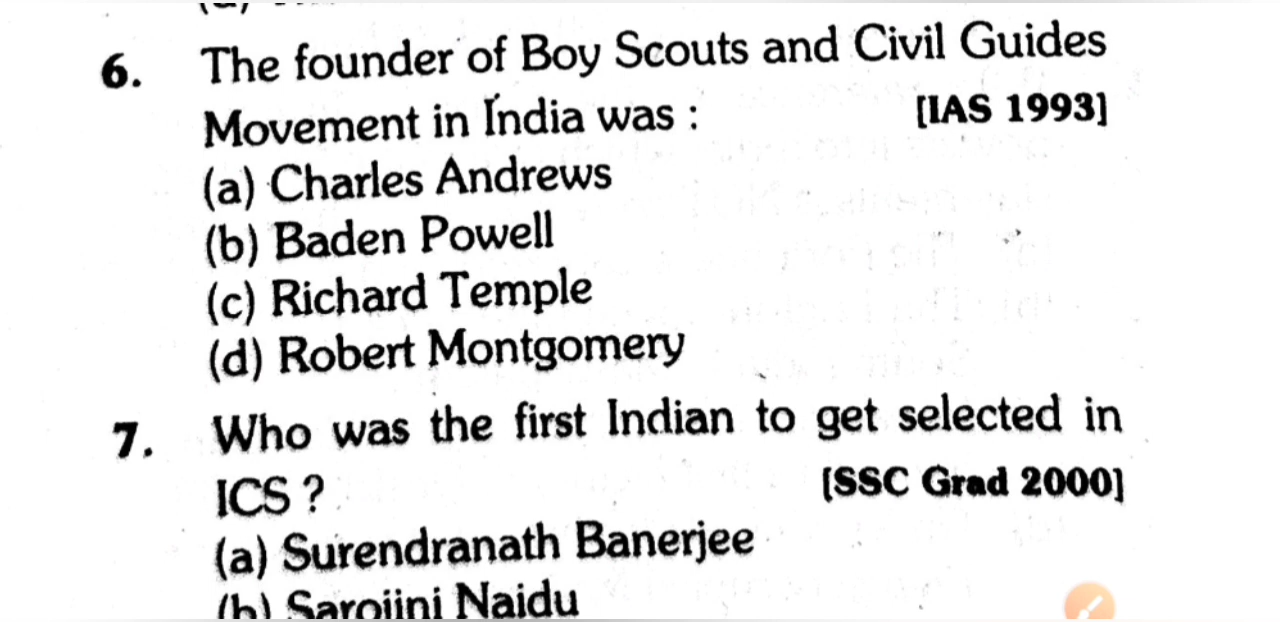 6. The founder of Boy Scouts and Civil Guides
Movement in India was : [IAS 1993]
(a) Charles Andrews
(b) Baden Powell
(c) Richard Temple
(d) Robert Montgomery
7. Who was the first Indian to get selected in
ICS ? [SSC Grad 2000]
(a) Surendranath Banerjee
(b) Sarojini Naidu